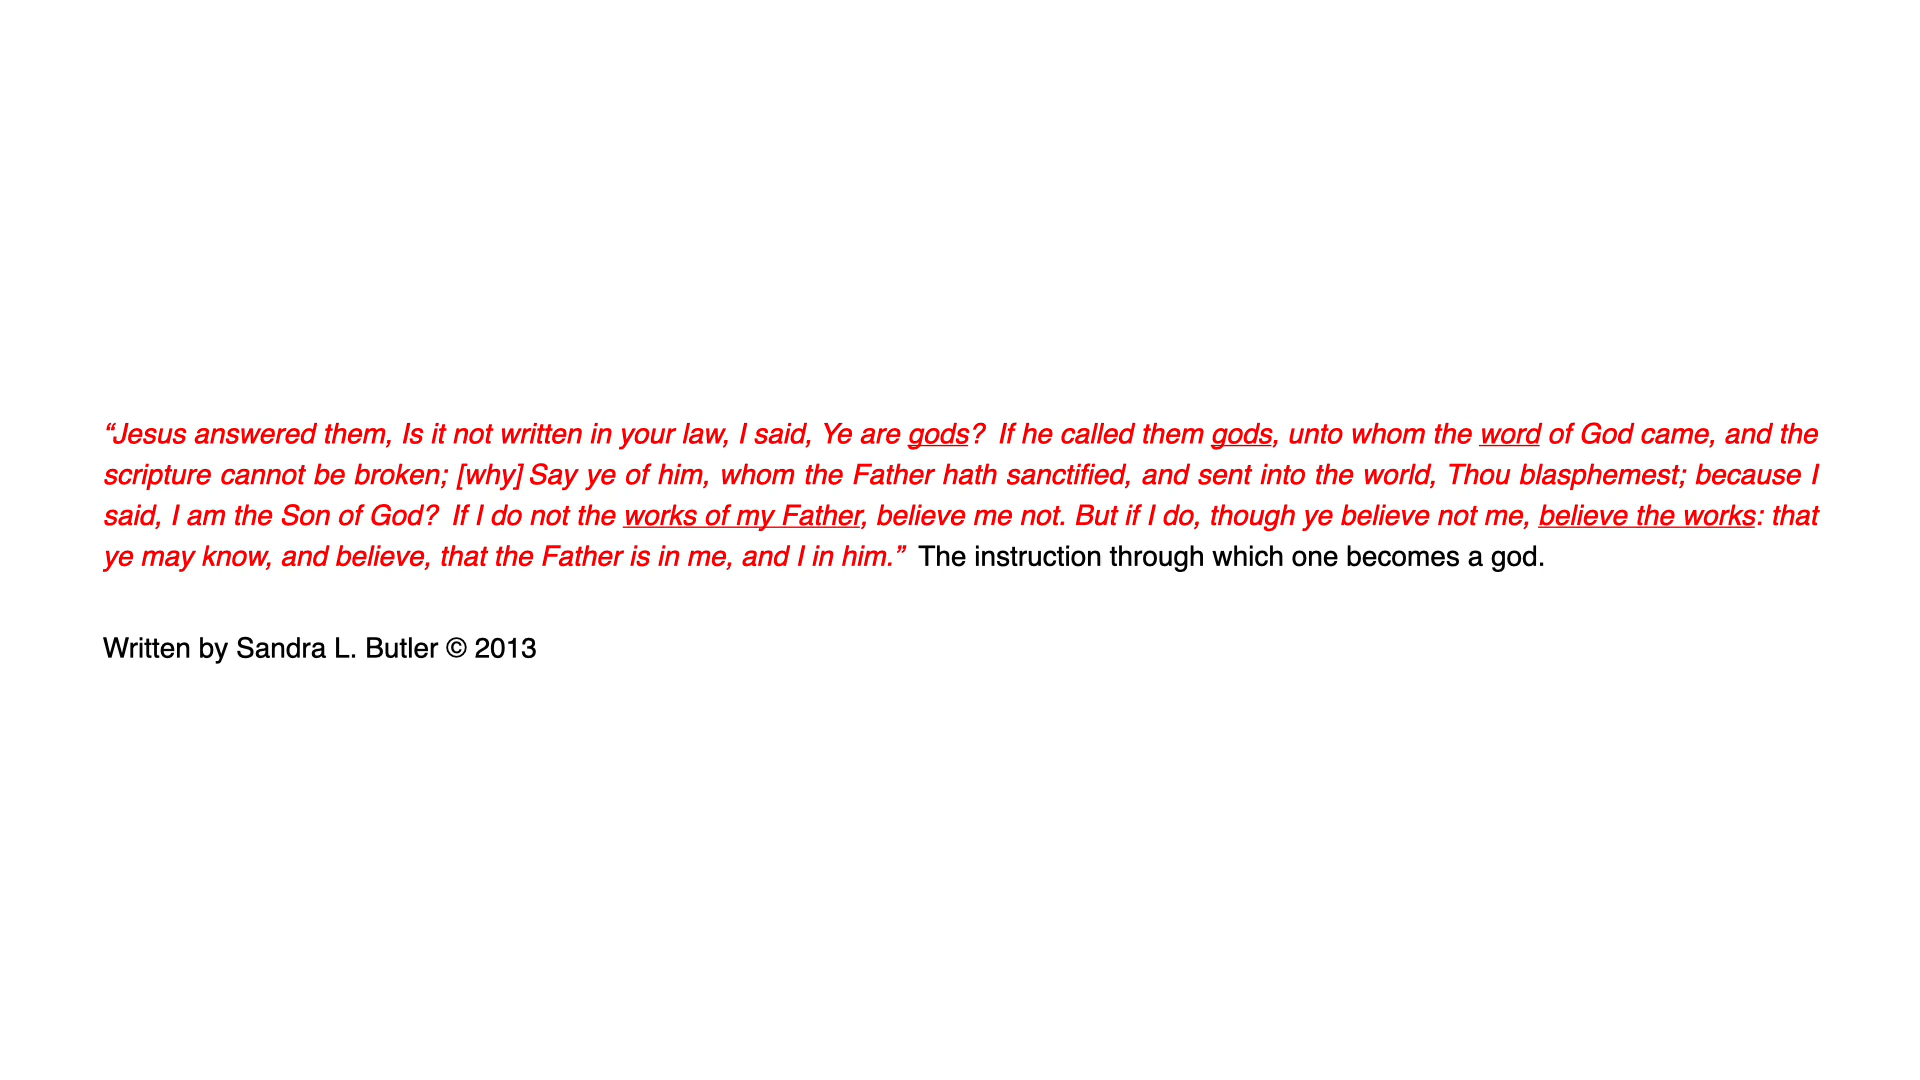 “Jesus answered them, Is it not written in your law, I said, Ye are gods?  If he called them gods, unto whom the word of God came, and the
scripture cannot be broken; [why] Say ye of him, whom the Father hath sanctified, and sent into the world, Thou blasphemest; because I
said, I am the Son of God?  If I do not the works of my Father, believe me not. But if I do, though ye believe not me, believe the works: that
ye may know, and believe, that the Father is in me, and I in him.”  The instruction through which one becomes a god.
Written by Sandra L. Butler © 2013